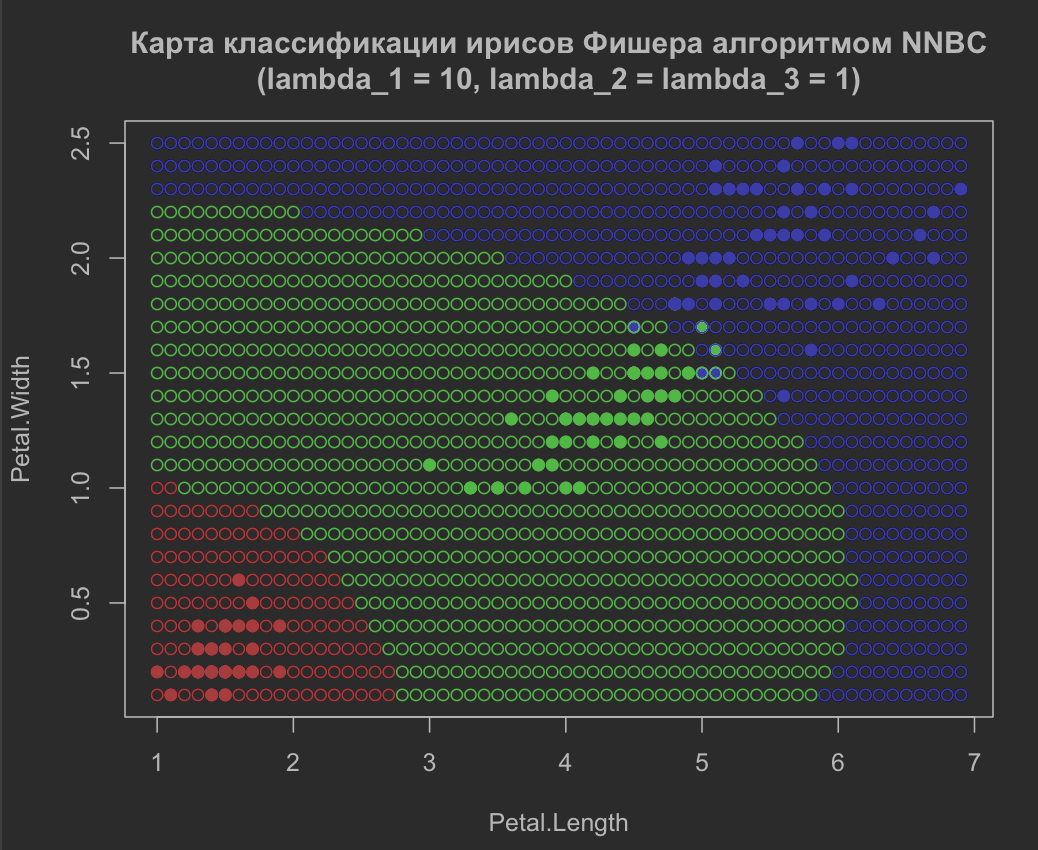 Карта классификации ирисов Фишера алгоритмом NNBC
(lambda_1 = 10, lambda_2 = lambda_3 = 1)
Petal.Width
2.5
2.0
1.5
1.0
0.5
1 2 3 4 5 6 7
Petal.Length